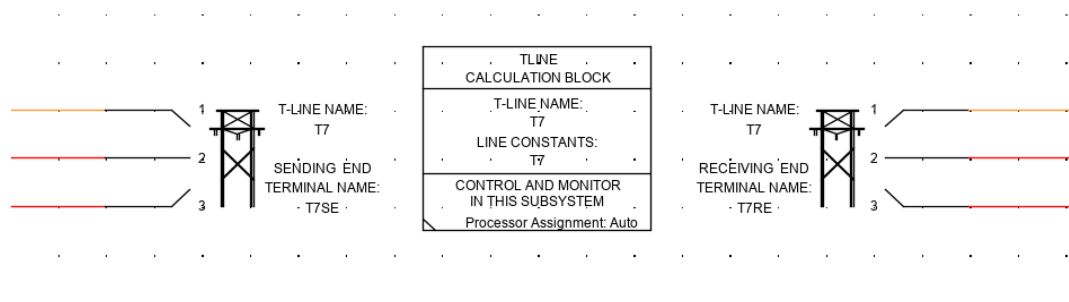 1
T-LINE NAME:
T7
2
SENDING END
TERMINAL NAME:
3
T7SE
TLINE
CALCULATION BLOCK
T-LINE NAME:
T7
LINE CONSTANTS:
T7
CONTROL AND MONITOR
IN THIS SUBSYSTEM
Processor Assignment: Auto
T-LINE NAME:
T7
1
RECEIVING END
TERMINAL NAME:
T7RE
2
3